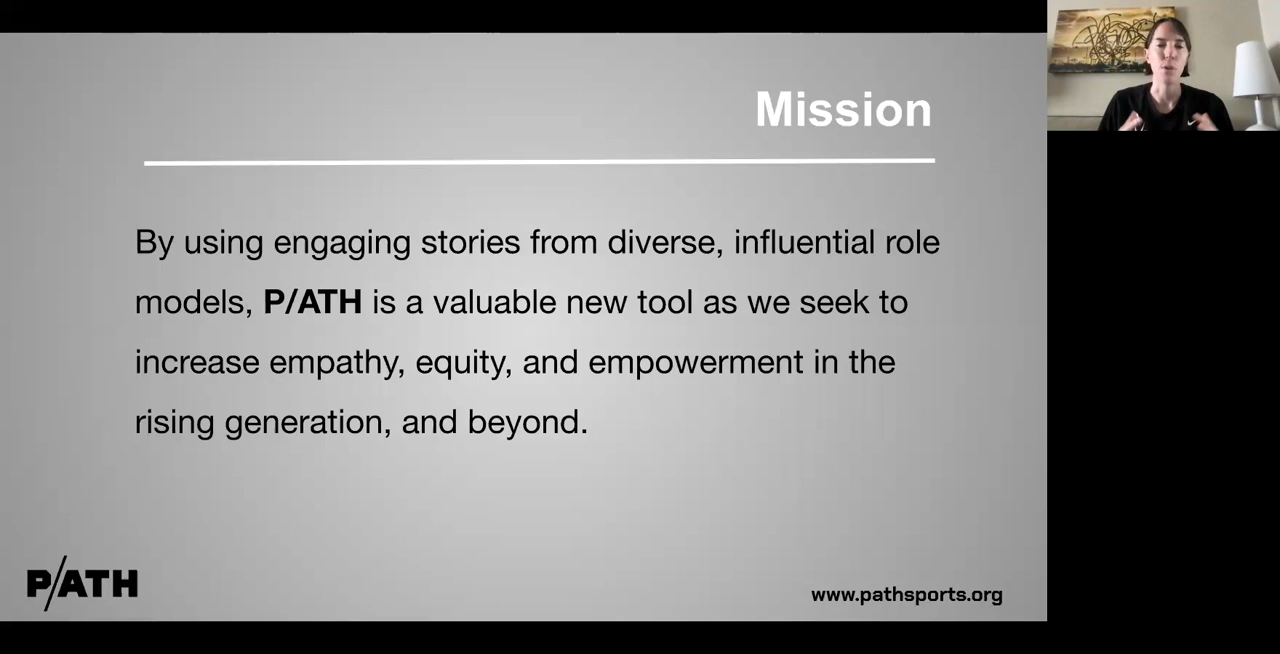 Mission
By using engaging stories from diverse, influential role
models, P/ATH is a valuable new tool as we seek to
increase empathy, equity, and empowerment in the
rising generation, and beyond.
P/ATH
www.pathsports.org